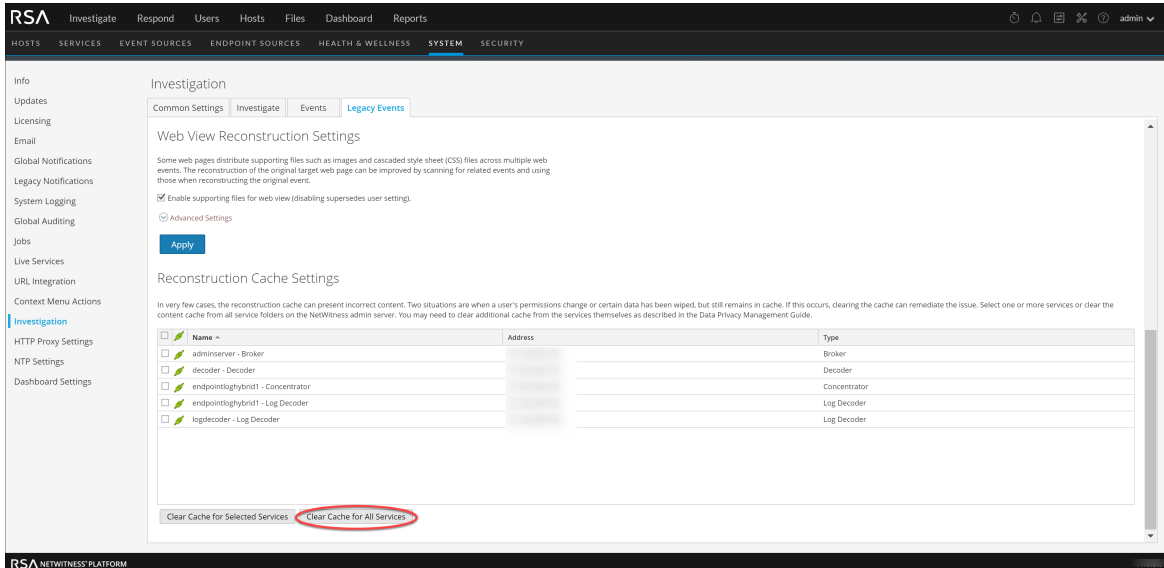 RSA Investigate Respond Users Hosts Files Dashboard Reports admin
HOSTS SERVICES EVENT SOURCES ENDPOINT SOURCES HEALTH & WELLNESS SYSTEM SECURITY
Info
Updates
Licensing
Email
Global Notifications
Legacy Notifications
System Logging
Global Auditing
Jobs
Live Services
URL Integration
Context Menu Actions
Investigation
HTTP Proxy Settings
NTP Settings
Dashboard Settings
Investigation
Common Settings Investigate Events Legacy Events
Web View Reconstruction Settings
Some web pages distribute supporting files such as images and cascaded style sheet (CSS) files across multiple web
events. The reconstruction of the original target web page can be improved by scanning for related events and using
those when reconstructing the original event.
Enable supporting files for web view (disabling supersedes user setting).
Advanced Settings
Apply
Reconstruction Cache Settings
In very few cases, the reconstruction cache can present incorrect content. Two situations are when a user's permissions change or certain data has been wiped, but still remains in cache. If this occurs, clearing the cache can remediate the issue. Select one or more services or clear the
content cache from all service folders on the NetWitness admin server. You may need to clear additional cache from the services themselves as described in the Data Privacy Management Guide.
Name Address Type
adminserver - Broker Broker
decoder - Decoder Decoder
endpointloghybrid1 - Concentrator Concentrator
endpointloghybrid1 - Log Decoder Log Decoder
logdecoder - Log Decoder Log Decoder
Clear Cache for Selected Services Clear Cache for All Services
RSA NETWITNESS PLATFORM